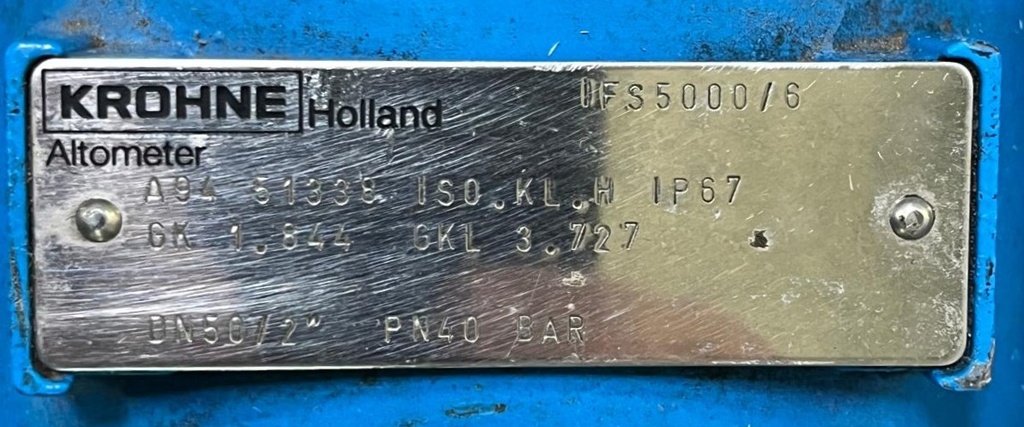 KROHNE Holland IFS5000/6
Altometer
A94 51338 ISO.KL.H IP67
GK 1.844 GKL 3.727
DN50/2" PN40 BAR